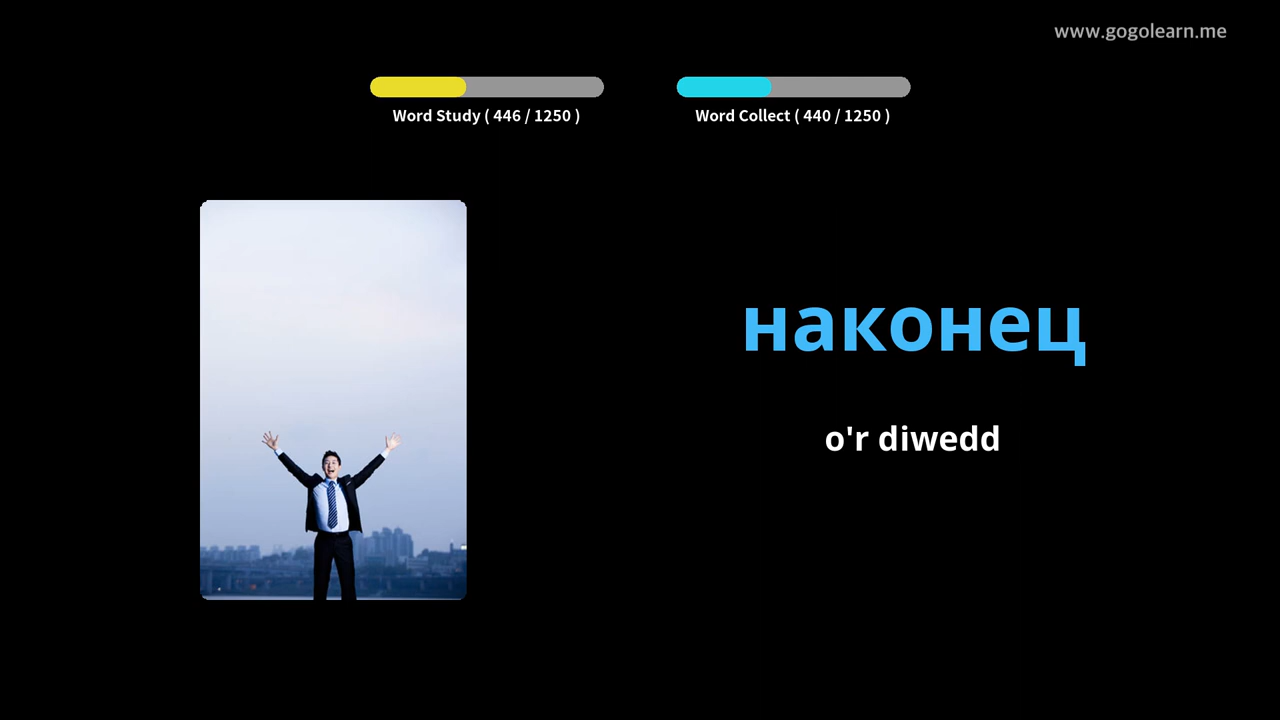 www.gogolearn.me
Word Study ( 446 / 1250 )
Word Collect ( 440 / 1250 )
наконец
o'r diwedd